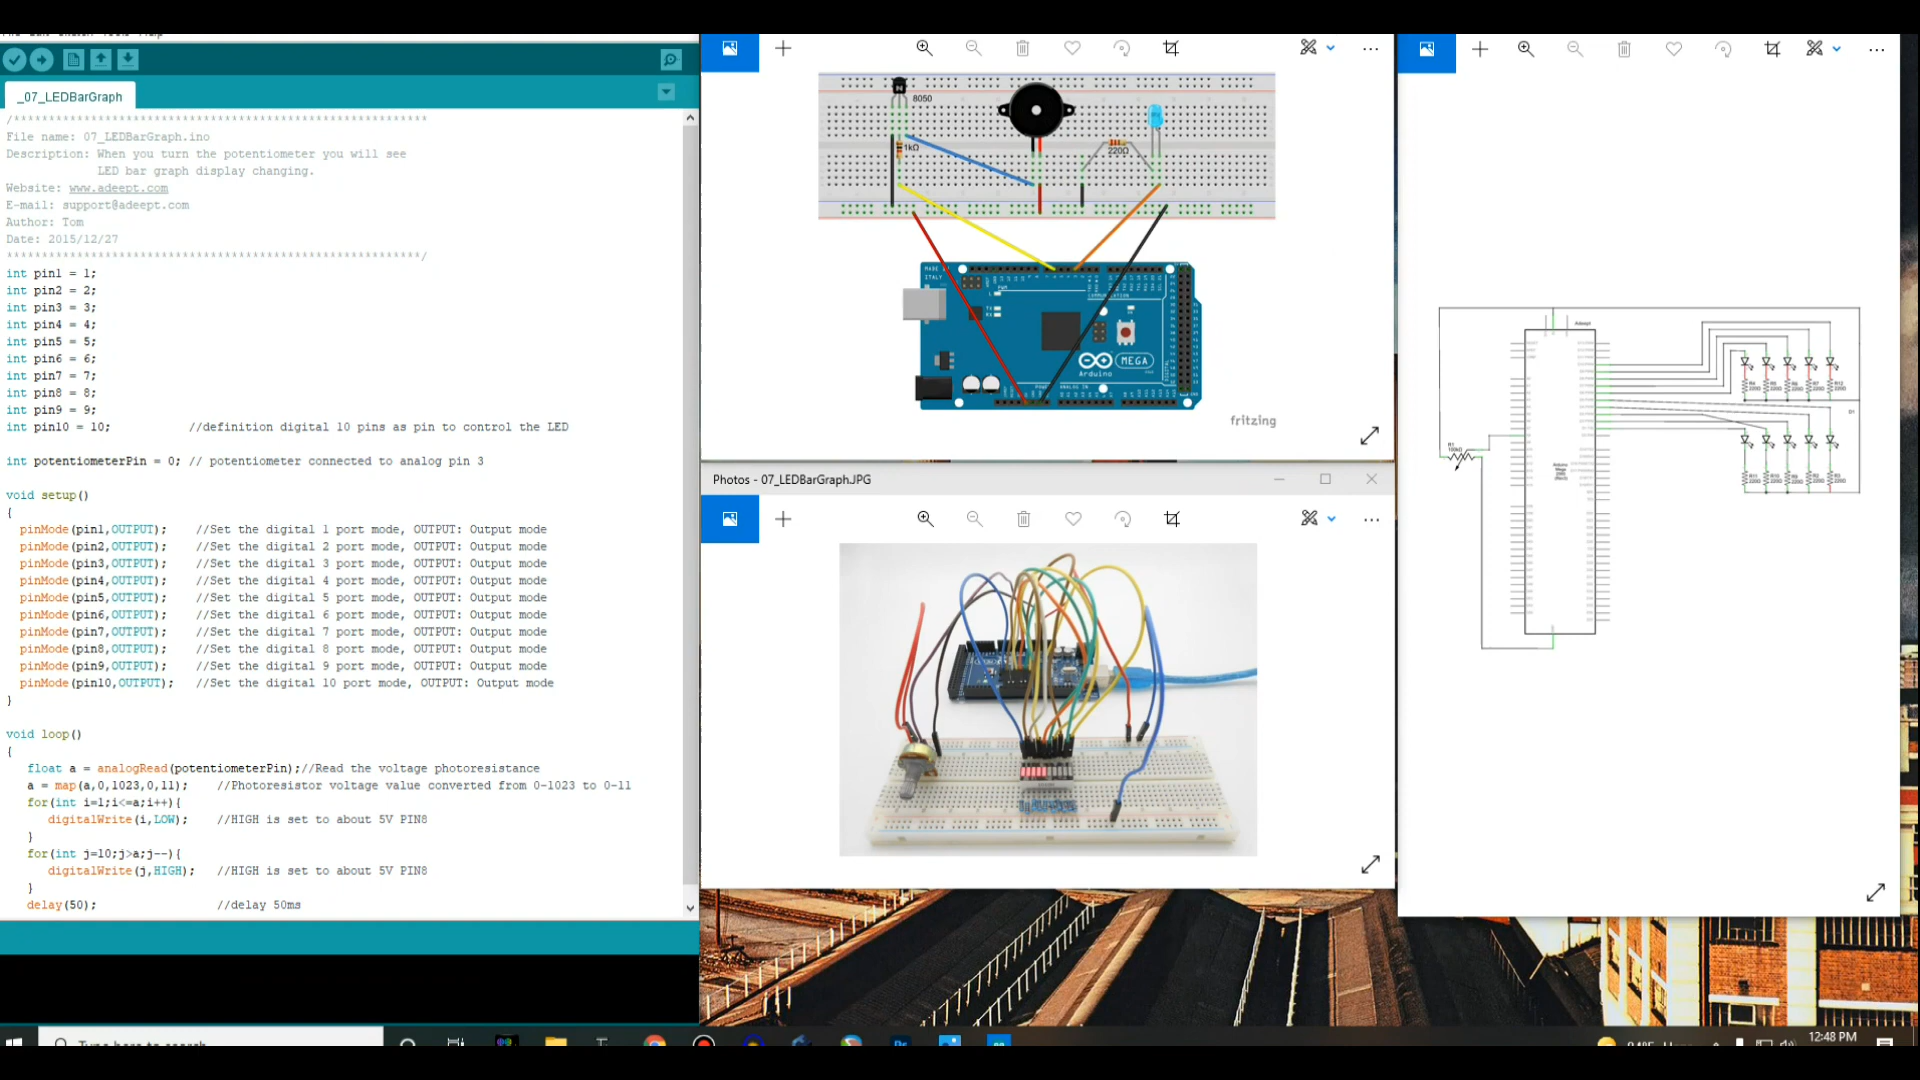 _07_LEDBarGraph
/***********************************************************
File name: 07_LEDBarGraph.ino
Description: When you turn the potentiometer you will see
LED bar graph display changing.
Website: www.adeept.com
E-mail: support@adeept.com
Author: Tom
Date: 2015/12/27
***********************************************************/
int pin1 = 1;
int pin2 = 2;
int pin3 = 3;
int pin4 = 4;
int pin5 = 5;
int pin6 = 6;
int pin7 = 7;
int pin8 = 8;
int pin9 = 9;
int pin10 = 10; //definition digital 10 pins as pin to control the LED
int potentiometerPin = 0; // potentiometer connected to analog pin 3
void setup()
{
pinMode(pin1,OUTPUT); //Set the digital 1 port mode, OUTPUT: Output mode
pinMode(pin2,OUTPUT); //Set the digital 2 port mode, OUTPUT: Output mode
pinMode(pin3,OUTPUT); //Set the digital 3 port mode, OUTPUT: Output mode
pinMode(pin4,OUTPUT); //Set the digital 4 port mode, OUTPUT: Output mode
pinMode(pin5,OUTPUT); //Set the digital 5 port mode, OUTPUT: Output mode
pinMode(pin6,OUTPUT); //Set the digital 6 port mode, OUTPUT: Output mode
pinMode(pin7,OUTPUT); //Set the digital 7 port mode, OUTPUT: Output mode
pinMode(pin8,OUTPUT); //Set the digital 8 port mode, OUTPUT: Output mode
pinMode(pin9,OUTPUT); //Set the digital 9 port mode, OUTPUT: Output mode
pinMode(pin10,OUTPUT); //Set the digital 10 port mode, OUTPUT: Output mode
}
void loop()
{
float a = analogRead(potentiometerPin);//Read the voltage photoresistance
a = map(a,0,1023,0,11); //Photoresistor voltage value converted from 0-1023 to 0-11
for(int i=1;i<=a;i++){
digitalWrite(i,LOW); //HIGH is set to about 5V PIN8
}
for(int j=10;j>a;j--){
digitalWrite(j,HIGH); //HIGH is set to about 5V PIN8
}
delay(50); //delay 50ms
8050
1kΩ
220Ω
MADE IN
ITALY
PWM
COMMUNICATION
MEGA
Arduino
POWER
ANALOG IN
fritzing
Photos - 07_LEDBarGraph.JPG
Adeept
R1
100kΩ
Arduino
Mega
12:48 PM